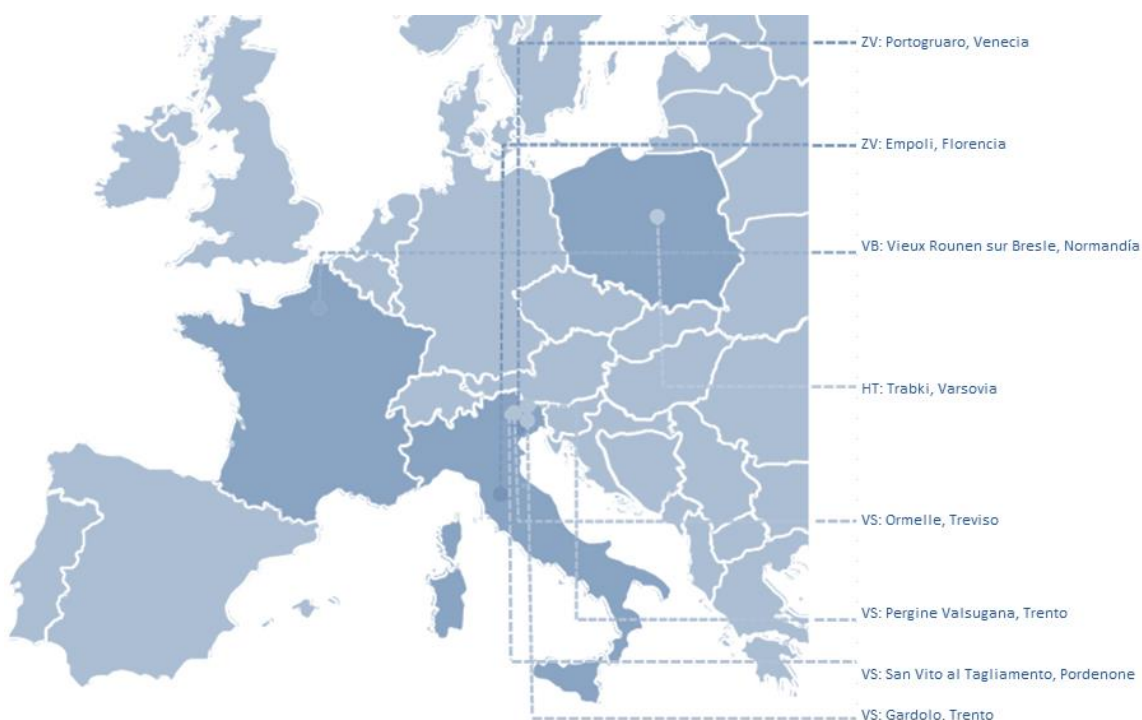 ZV: Portogruaro, Venecia
ZV: Empoli, Florencia
VB: Vieux Rounen sur Bresle, Normandía
HT: Trabki, Varsovia
VS: Ormelle, Treviso
VS: Pergine Valsugana, Trento
VS: San Vito al Tagliamento, Pordenone
VS: Gardolo, Trento